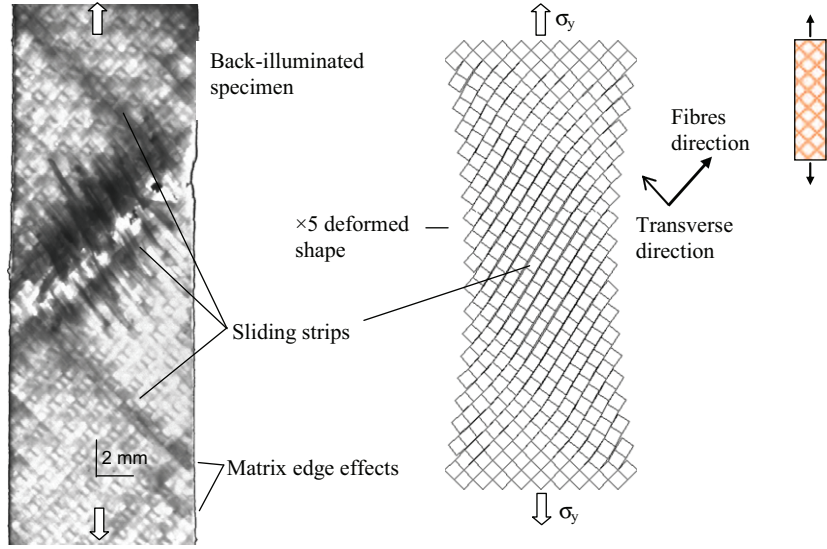 Back-illuminated
specimen
σy
Fibres
direction
×5 deformed
shape
Transverse
direction
Sliding strips
2 mm
Matrix edge effects
σy